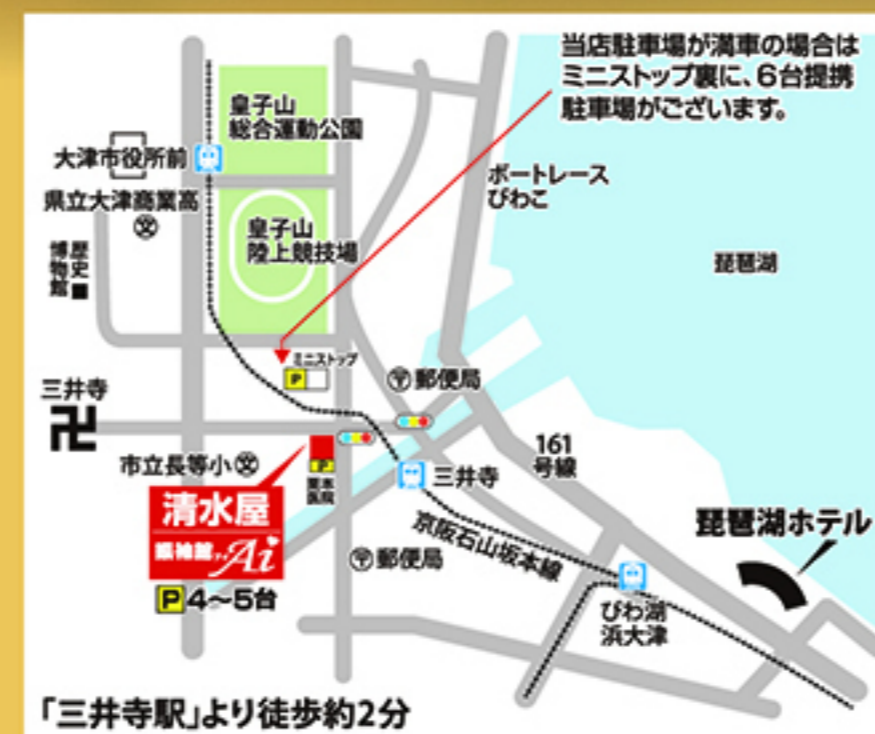 当店駐車場が満車の場合は
ミニストップ裏に、6台提携
駐車場がございます。
皇子山
総合運動公園
大津市役所前
県立大津商業高
文
皇子山
陸上競技場
歴史
博物館
ボートレース
びわこ
琵琶湖
ミニストップ
P
〒郵便局
三井寺
市立長等小
文
P
医院
三井寺
161
号線
清水屋
Ai
P 4〜5台
京阪石山坂本線
〒郵便局
びわ湖
浜大津
琵琶湖ホテル
「三井寺駅」より徒歩約2分